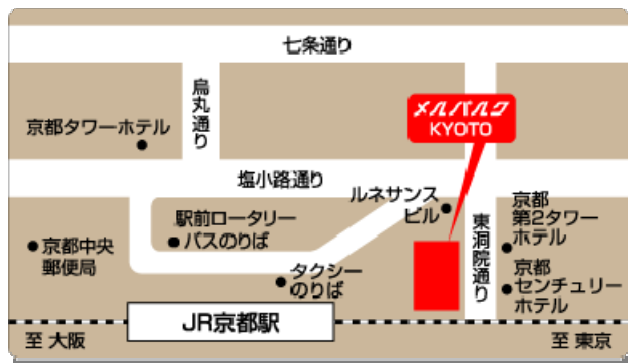 七条通り
烏丸通り
メルパルク
KYOTO
京都タワーホテル
塩小路通り
ルネサンス
ビル
駅前ロータリー
バスのりば
京都中央
郵便局
タクシー
のりば
東洞院通り
京都
第2タワー
ホテル
京都
センチュリー
ホテル
JR京都駅
至 大阪
至 東京